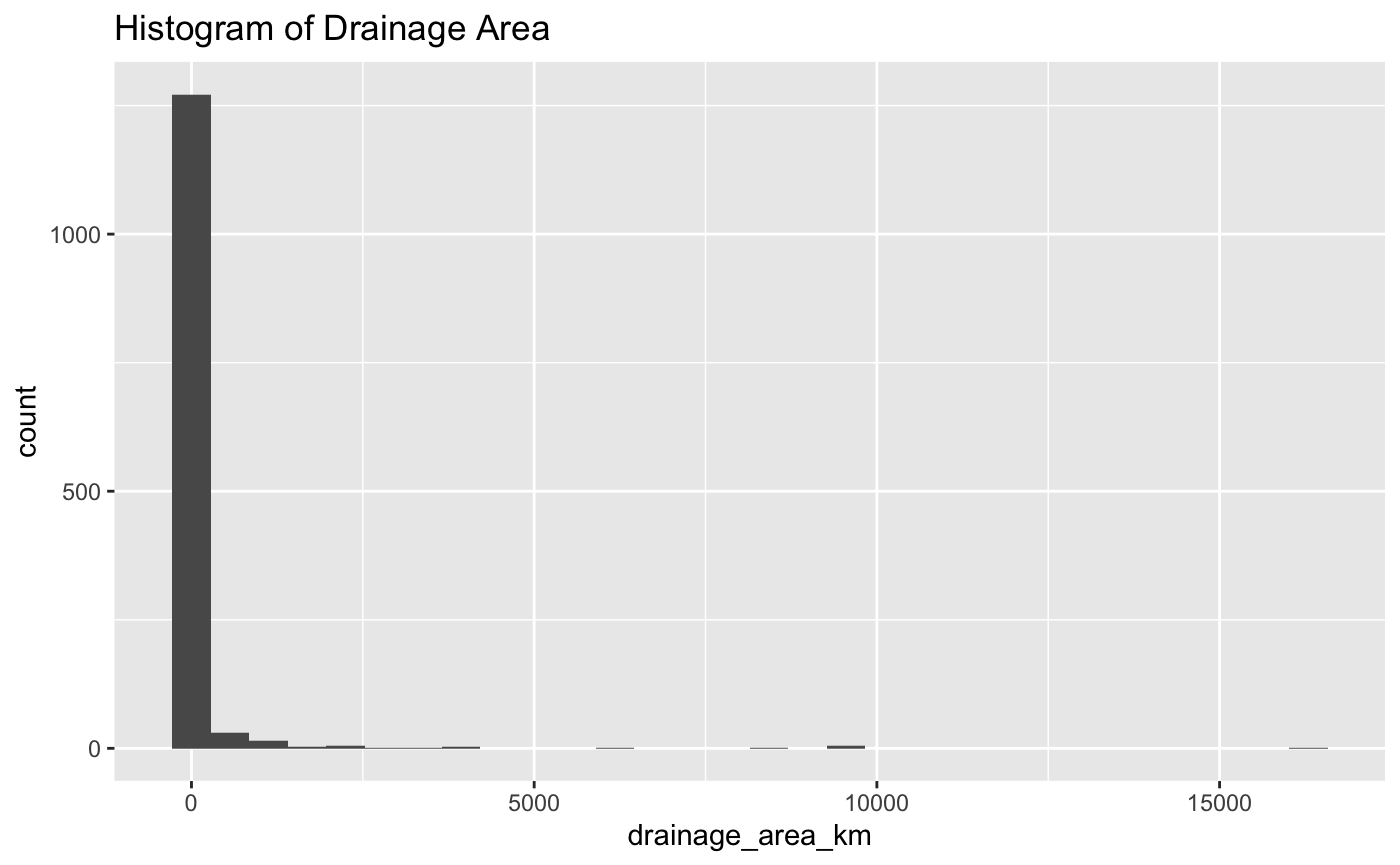 Histogram of Drainage Area
1000
500
0
count
0 5000 10000 15000
drainage_area_km